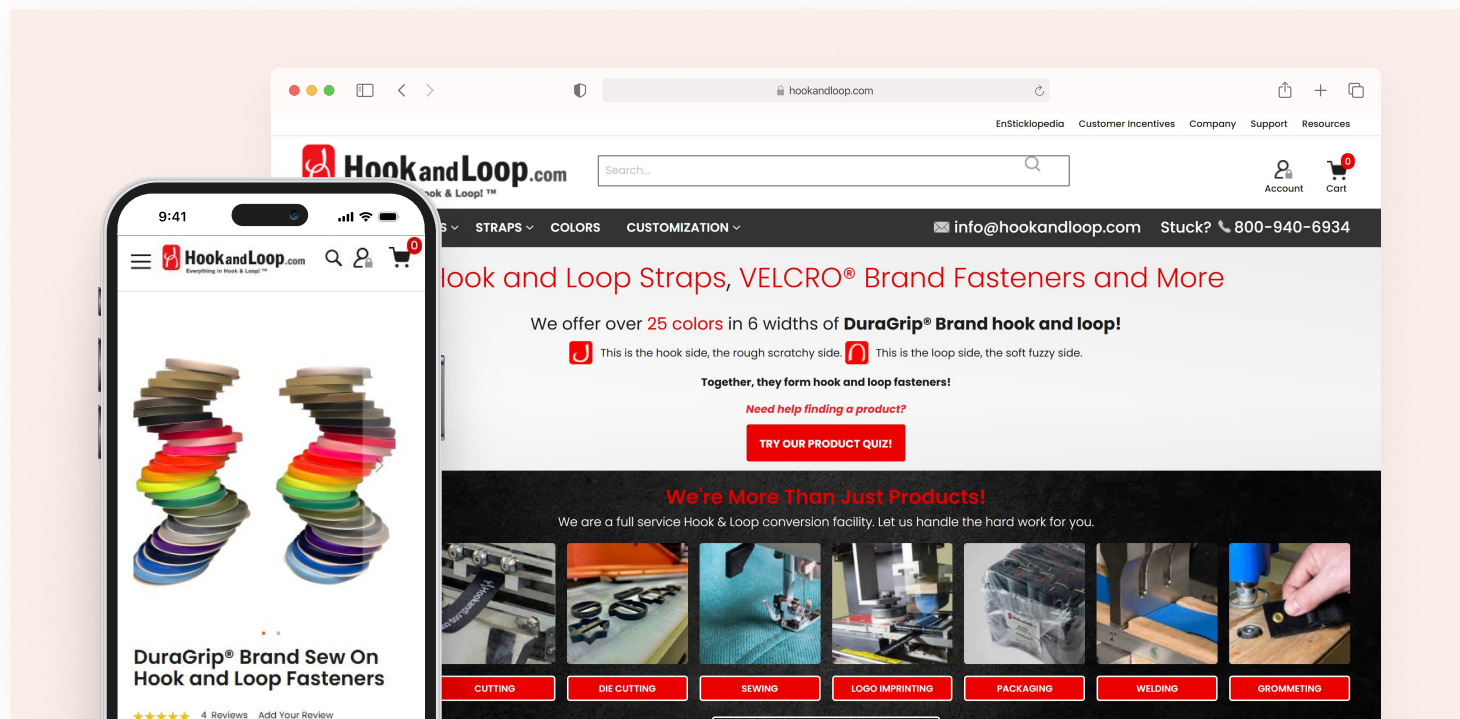 hookandloop.com
EnSticklopedia Customer Incentives Company Support Resources
HookandLoop.com
Hook & Loop! ™
Search...
Account
0
Cart
STRAPS COLORS CUSTOMIZATION
info@hookandloop.com Stuck? 800-940-6934
Hook and Loop Straps, VELCRO® Brand Fasteners and More
We offer over 25 colors in 6 widths of DuraGrip® Brand hook and loop!
This is the hook side, the rough scratchy side. This is the loop side, the soft fuzzy side.
Together, they form hook and loop fasteners!
Need help finding a product?
TRY OUR PRODUCT QUIZ!
We're More Than Just Products!
We are a full service Hook & Loop conversion facility. Let us handle the hard work for you.
CUTTING
DIE CUTTING
SEWING
LOGO IMPRINTING
PACKAGING
WELDING
GROMMETING
9:41
HookandLoop.com
Everything in Hook & Loop! ™
0
DuraGrip® Brand Sew On
Hook and Loop Fasteners
4 Reviews Add Your Review